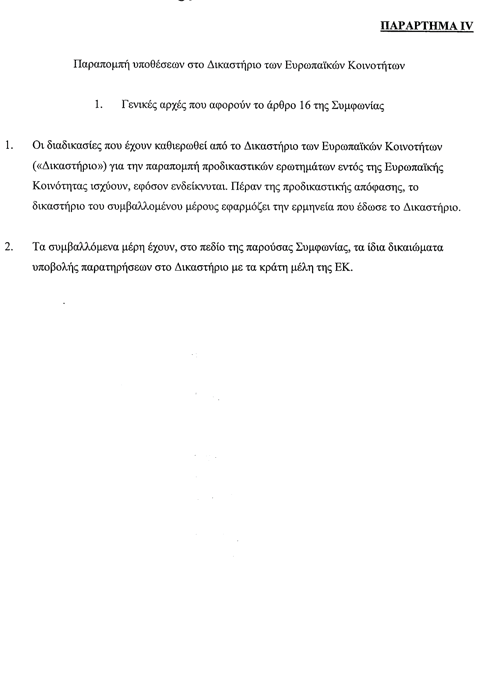 ΠΑΡΑΡΤΗΜΑ IV
Παραπομπή υποθέσεων στο Δικαστήριο των Ευρωπαϊκών Κοινοτήτων
1. Γενικές αρχές που αφορούν το άρθρο 16 της Συμφωνίας
1. Οι διαδικασίες που έχουν καθιερωθεί από το Δικαστήριο των Ευρωπαϊκών Κοινοτήτων
(«Δικαστήριο») για την παραπομπή προδικαστικών ερωτημάτων εντός της Ευρωπαϊκής
Κοινότητας ισχύουν, εφόσον ενδείκνυται. Πέραν της προδικαστικής απόφασης, το
δικαστήριο του συμβαλλομένου μέρους εφαρμόζει την ερμηνεία που έδωσε το Δικαστήριο.
2. Τα συμβαλλόμενα μέρη έχουν, στο πεδίο της παρούσας Συμφωνίας, τα ίδια δικαιώματα
υποβολής παρατηρήσεων στο Δικαστήριο με τα κράτη μέλη της ΕΚ.